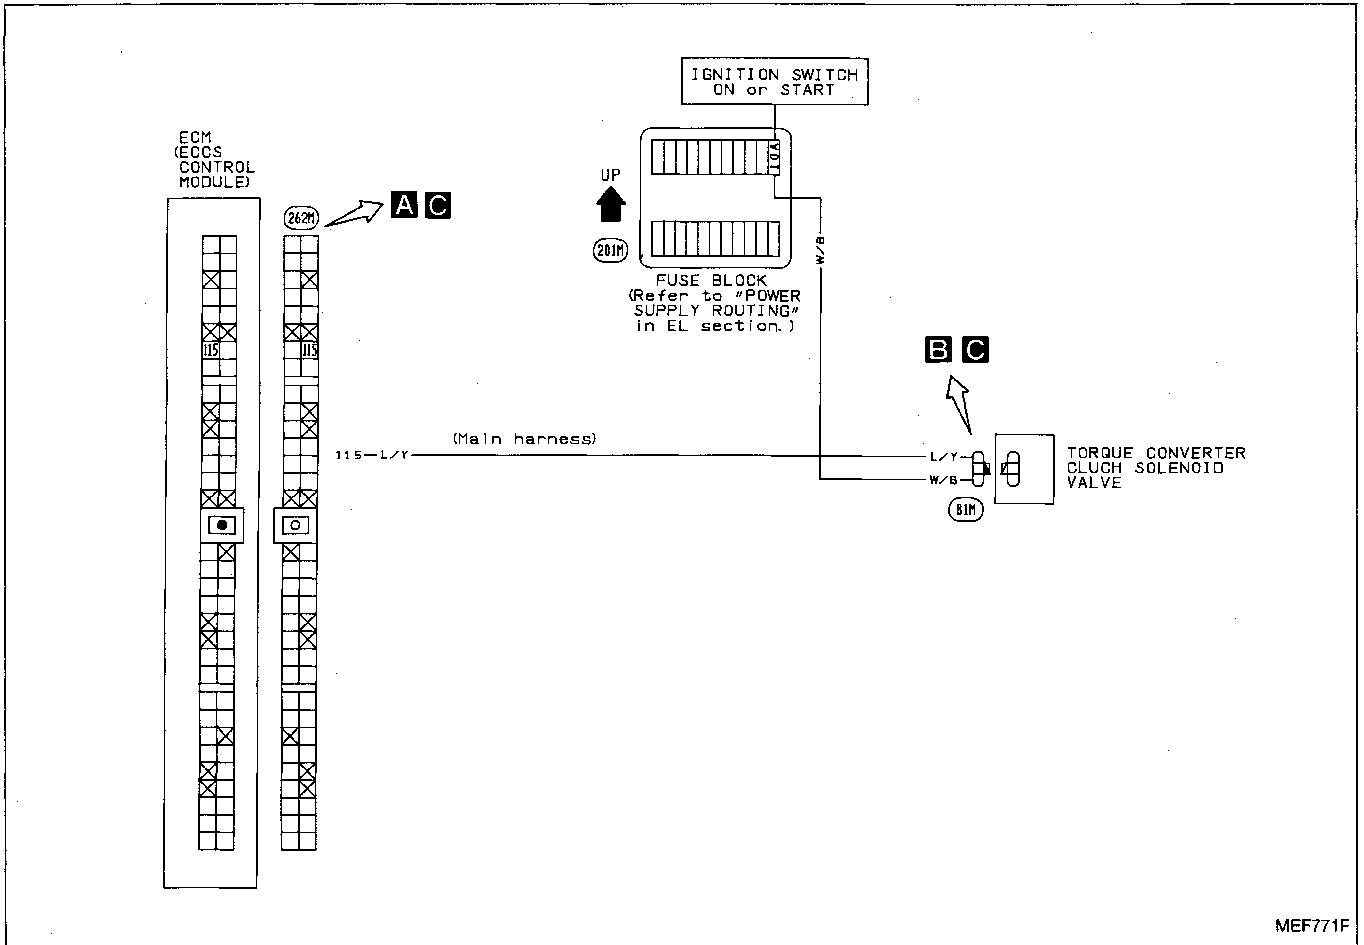 IGNITION SWITCH
ON or START
ECM
(ECCS
CONTROL
MODULE)
262M
A C
10A
UP
201M
W/B
FUSE BLOCK
(Refer to "POWER
SUPPLY ROUTING"
in EL section.)
115
115
B C
115-L/Y
(Main harness)
L/Y
W/B
81M
TORQUE CONVERTER
CLUCH SOLENOID
VALVE
MEF771F